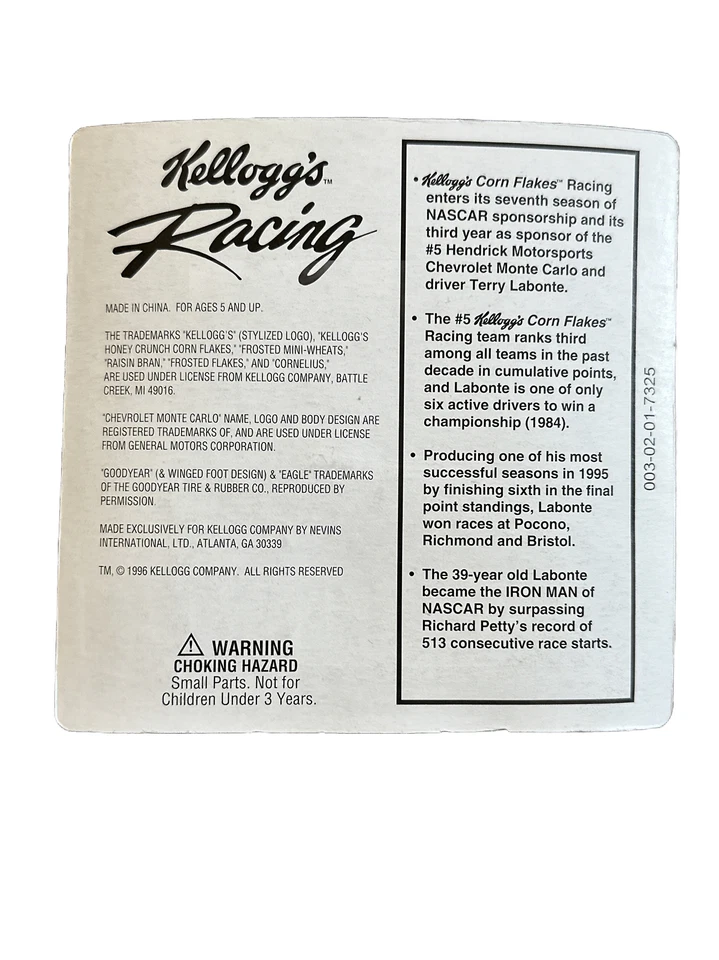 Kellogg's™
Racing
MADE IN CHINA. FOR AGES 5 AND UP.
THE TRADEMARKS "KELLOGG'S" (STYLIZED LOGO), "KELLOGG'S
HONEY CRUNCH CORN FLAKES," "FROSTED MINI-WHEATS,"
"RAISIN BRAN," "FROSTED FLAKES," AND "CORNELIUS,"
ARE USED UNDER LICENSE FROM KELLOGG COMPANY, BATTLE
CREEK, MI 49016.
"CHEVROLET MONTE CARLO" NAME, LOGO AND BODY DESIGN ARE
REGISTERED TRADEMARKS OF, AND ARE USED UNDER LICENSE
FROM GENERAL MOTORS CORPORATION.
"GOODYEAR" (& WINGED FOOT DESIGN) & "EAGLE" TRADEMARKS
OF THE GOODYEAR TIRE & RUBBER CO., REPRODUCED BY
PERMISSION.
MADE EXCLUSIVELY FOR KELLOGG COMPANY BY NEVINS
INTERNATIONAL, LTD., ATLANTA, GA 30339
TM, © 1996 KELLOGG COMPANY. ALL RIGHTS RESERVED
⚠ WARNING
CHOKING HAZARD
Small Parts. Not for
Children Under 3 Years.
• Kellogg's Corn Flakes™ Racing
enters its seventh season of
NASCAR sponsorship and its
third year as sponsor of the
#5 Hendrick Motorsports
Chevrolet Monte Carlo and
driver Terry Labonte.
• The #5 Kellogg's Corn Flakes™
Racing team ranks third
among all teams in the past
decade in cumulative points,
and Labonte is one of only
six active drivers to win a
championship (1984).
• Producing one of his most
successful seasons in 1995
by finishing sixth in the final
point standings, Labonte
won races at Pocono,
Richmond and Bristol.
• The 39-year old Labonte
became the IRON MAN of
NASCAR by surpassing
Richard Petty's record of
513 consecutive race starts.
003-02-01-7325